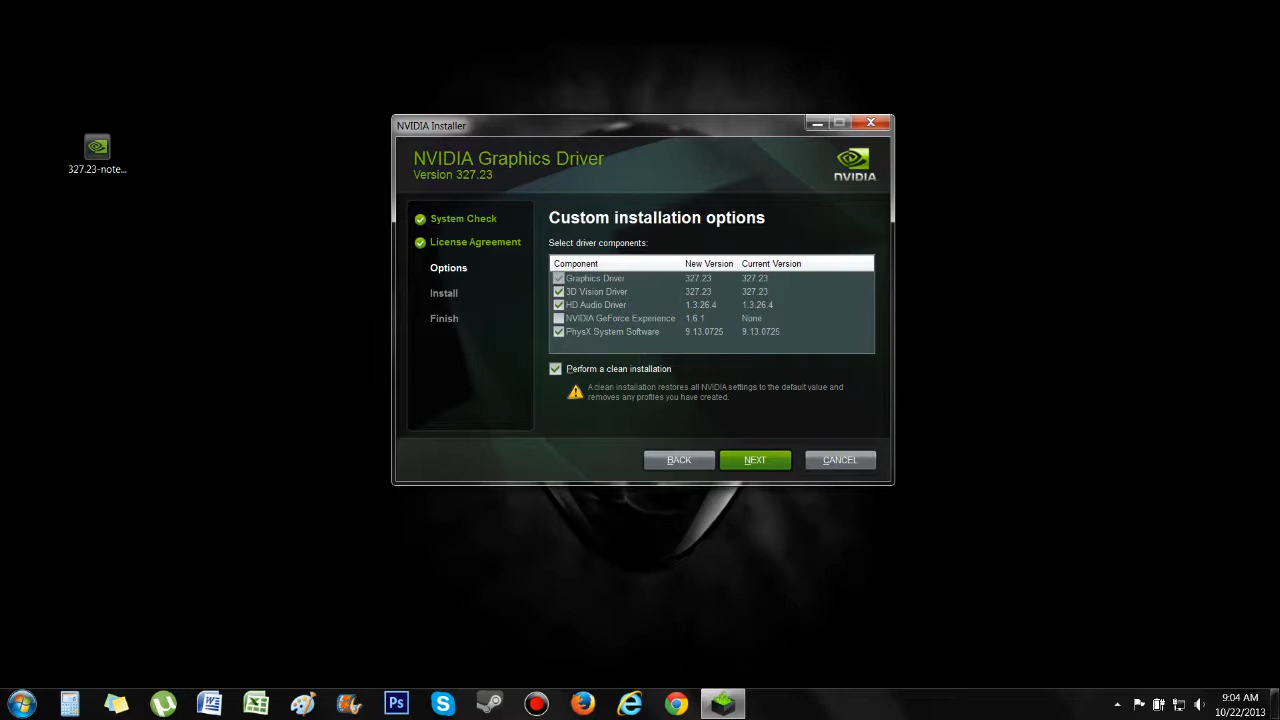 327.23-note...
NVIDIA Installer
NVIDIA Graphics Driver
Version 327.23
NVIDIA
System Check
License Agreement
Options
Install
Finish
Custom installation options
Select driver components:
Component New Version Current Version
Graphics Driver 327.23 327.23
3D Vision Driver 327.23 327.23
HD Audio Driver 1.3.26.4 1.3.26.4
NVIDIA GeForce Experience 1.6.1 None
PhysX System Software 9.13.0725 9.13.0725
Perform a clean installation
A clean installation restores all NVIDIA settings to the default value and
removes any profiles you have created.
BACK NEXT CANCEL
Ps
9:04 AM
10/22/2013